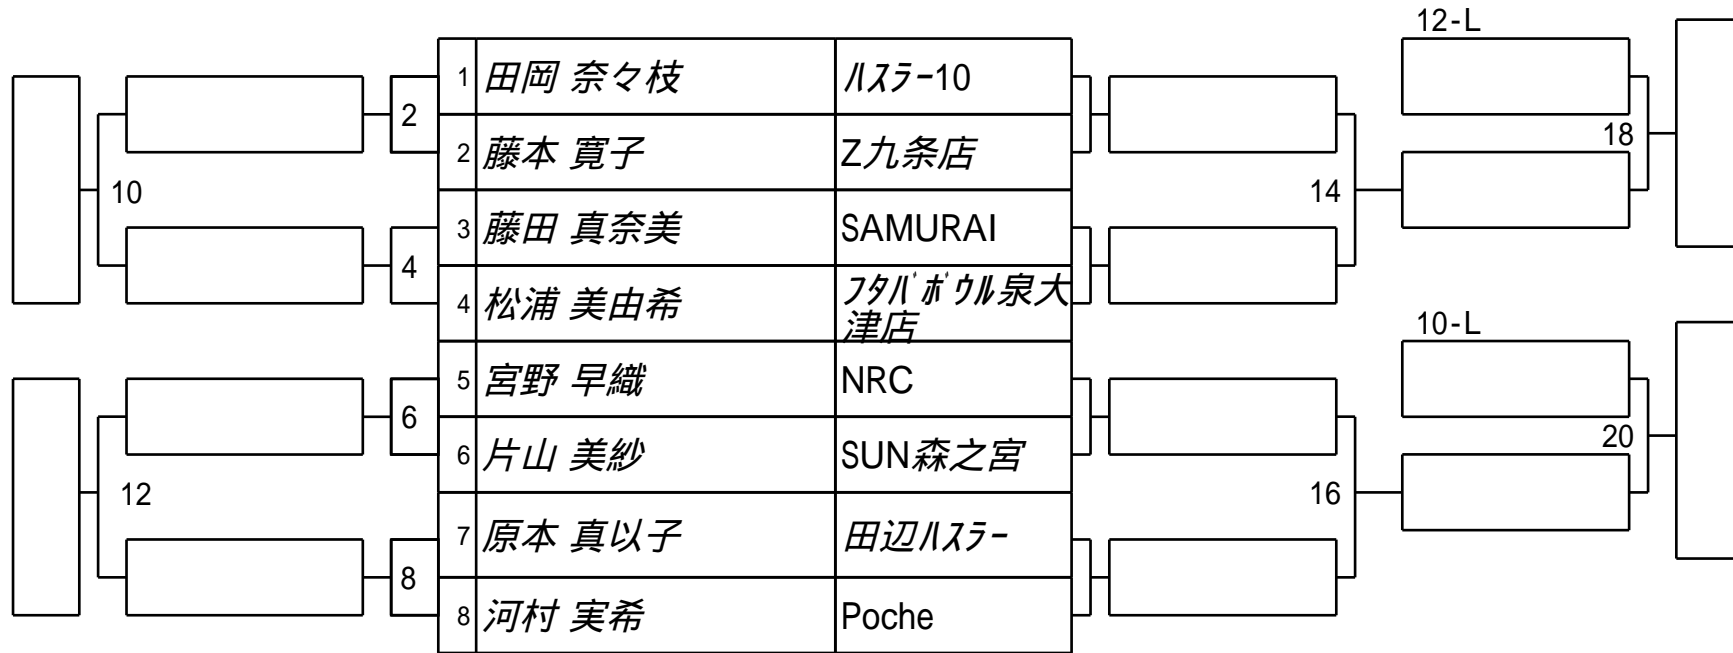 12-L
1 田岡 奈々枝 ﾊｽﾗｰ10
2
2 藤本 寛子 Z九条店
18
10
14
3 藤田 真奈美 SAMURAI
4
4 松浦 美由希 ﾌﾀﾊﾞﾎﾞｳﾙ泉大
津店
10-L
5 宮野 早織 NRC
6
20
6 片山 美紗 SUN森之宮
12
16
7 原本 真以子 田辺ﾊｽﾗｰ
8
8 河村 実希 Poche